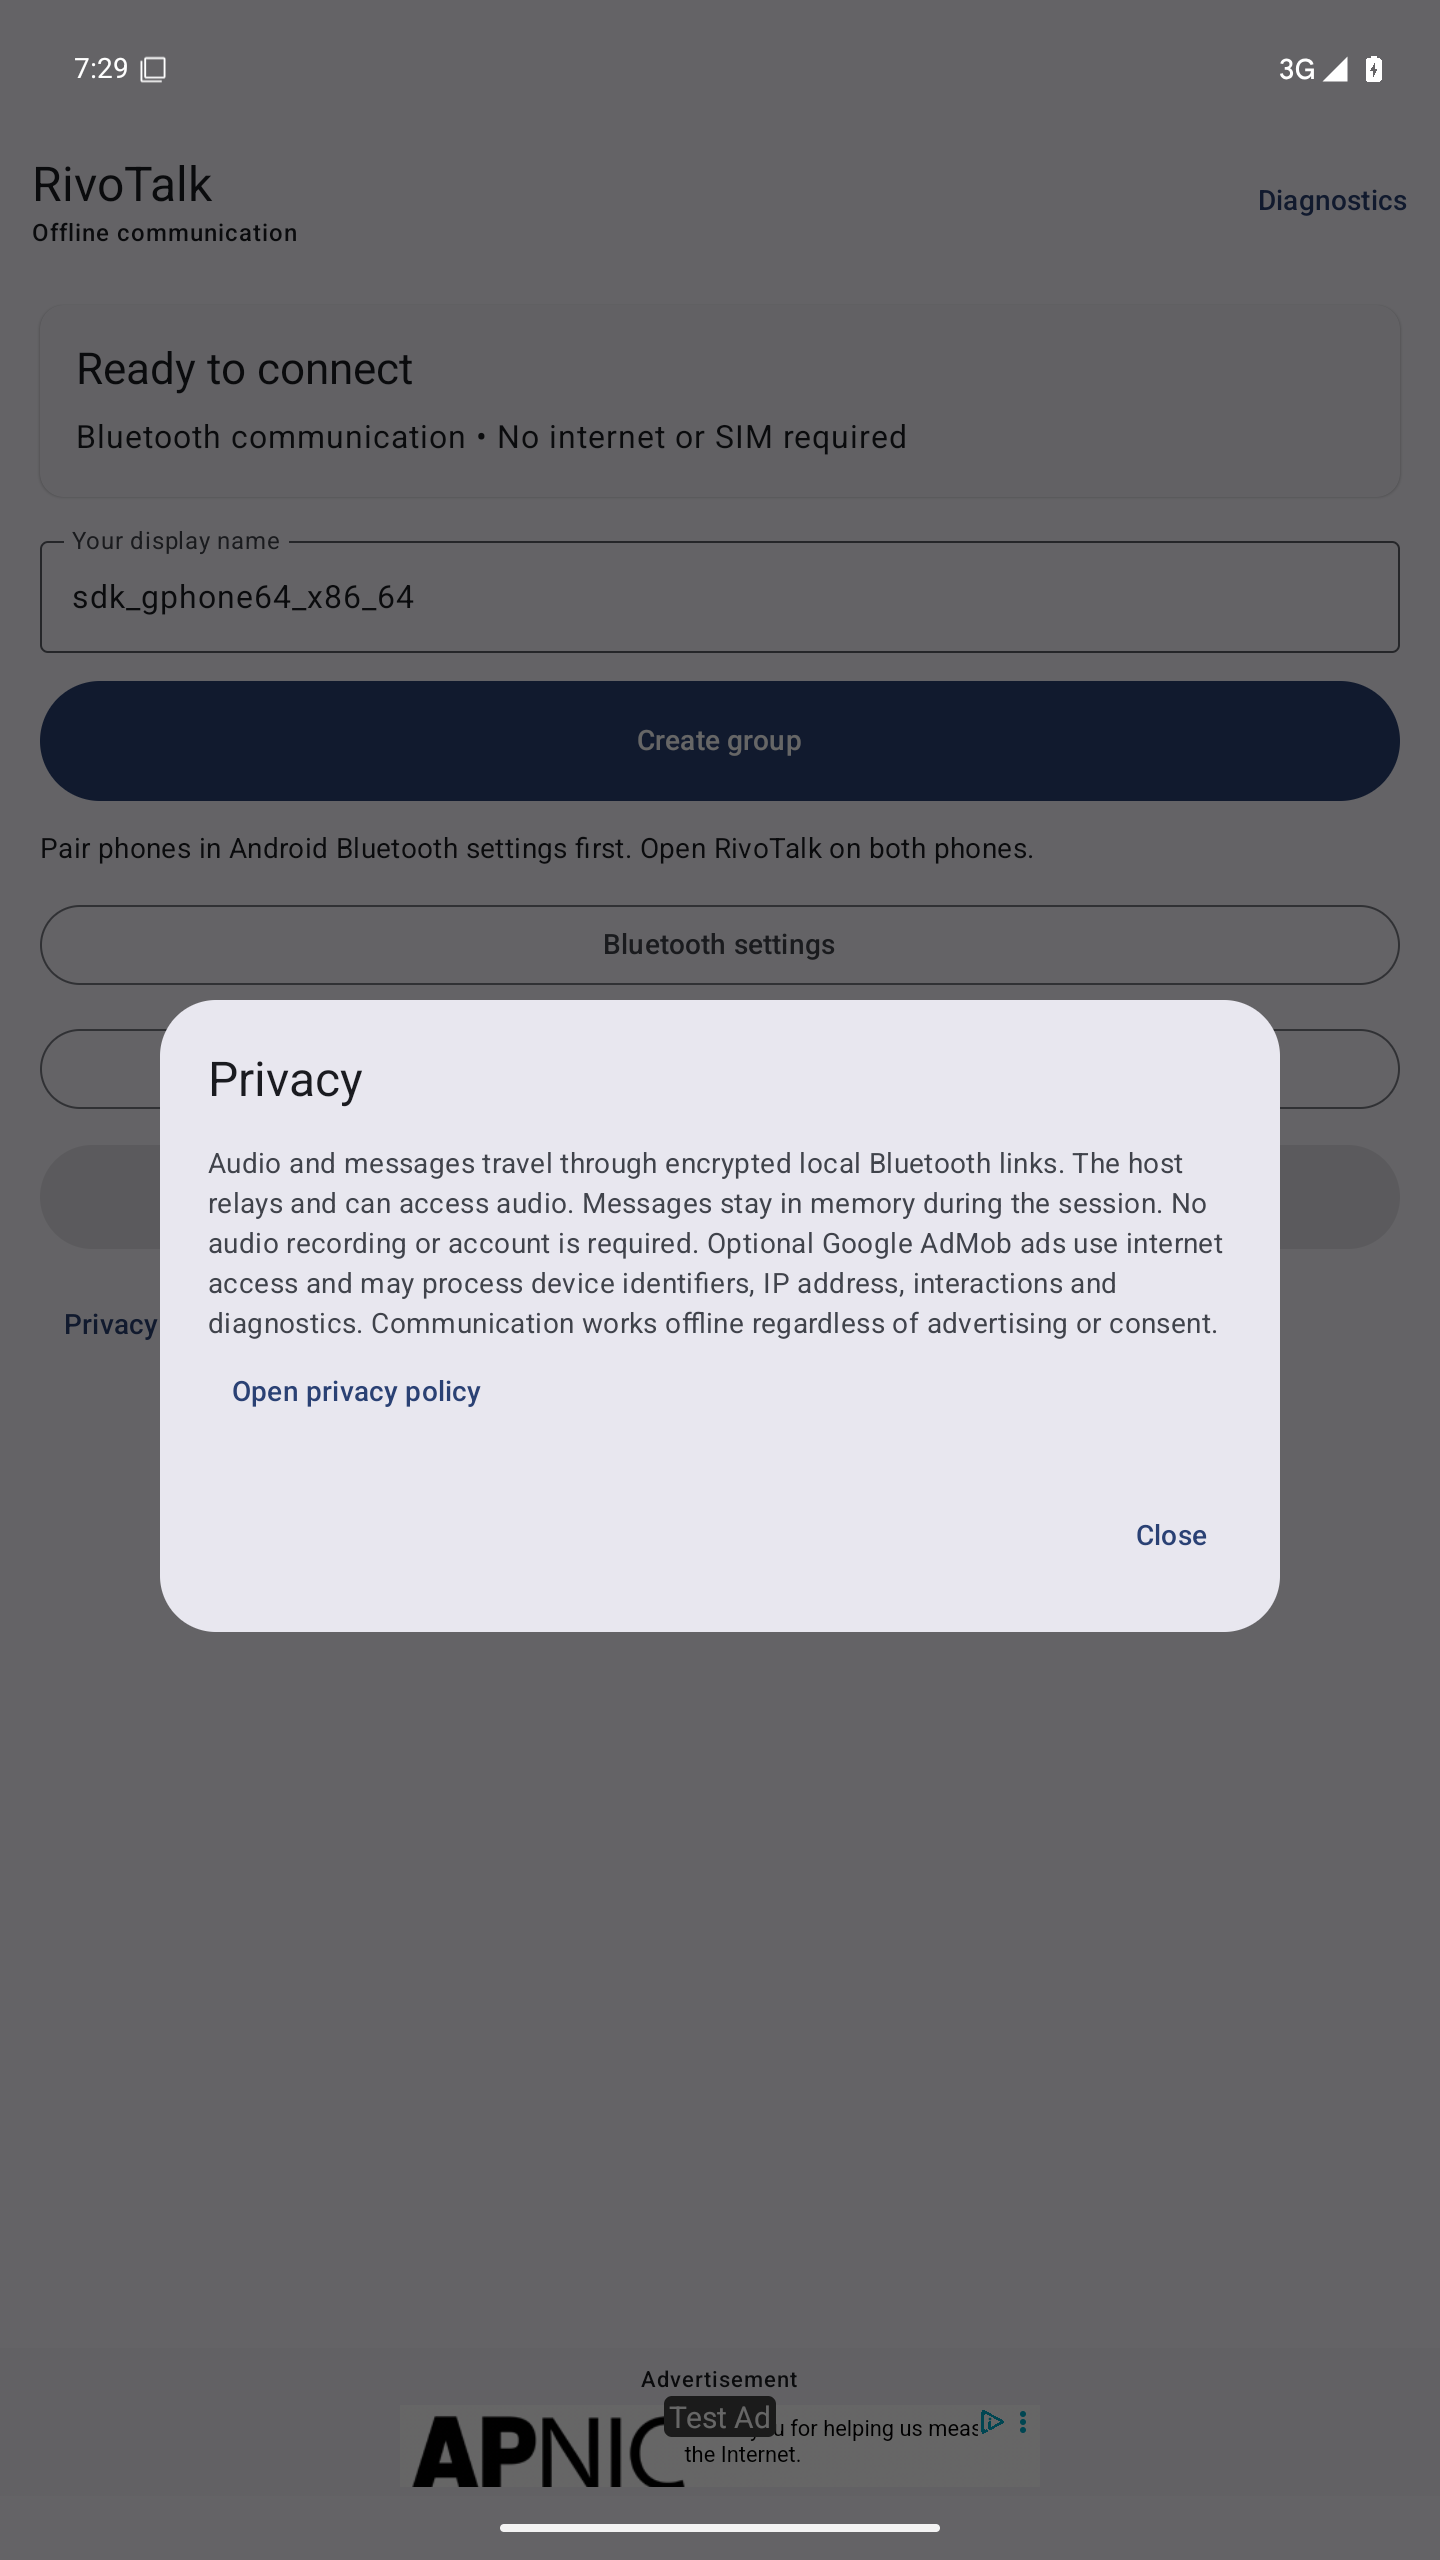 7:29
3G
RivoTalk
Offline communication
Diagnostics
Ready to connect
Bluetooth communication • No internet or SIM required
Your display name
sdk_gphone64_x86_64
Create group
Pair phones in Android Bluetooth settings first. Open RivoTalk on both phones.
Bluetooth settings
Privacy
Audio and messages travel through encrypted local Bluetooth links. The host
relays and can access audio. Messages stay in memory during the session. No
audio recording or account is required. Optional Google AdMob ads use internet
access and may process device identifiers, IP address, interactions and
diagnostics. Communication works offline regardless of advertising or consent.
Privacy
Open privacy policy
Close
Advertisement
Test Ad
APNIC
for helping us
the Internet.